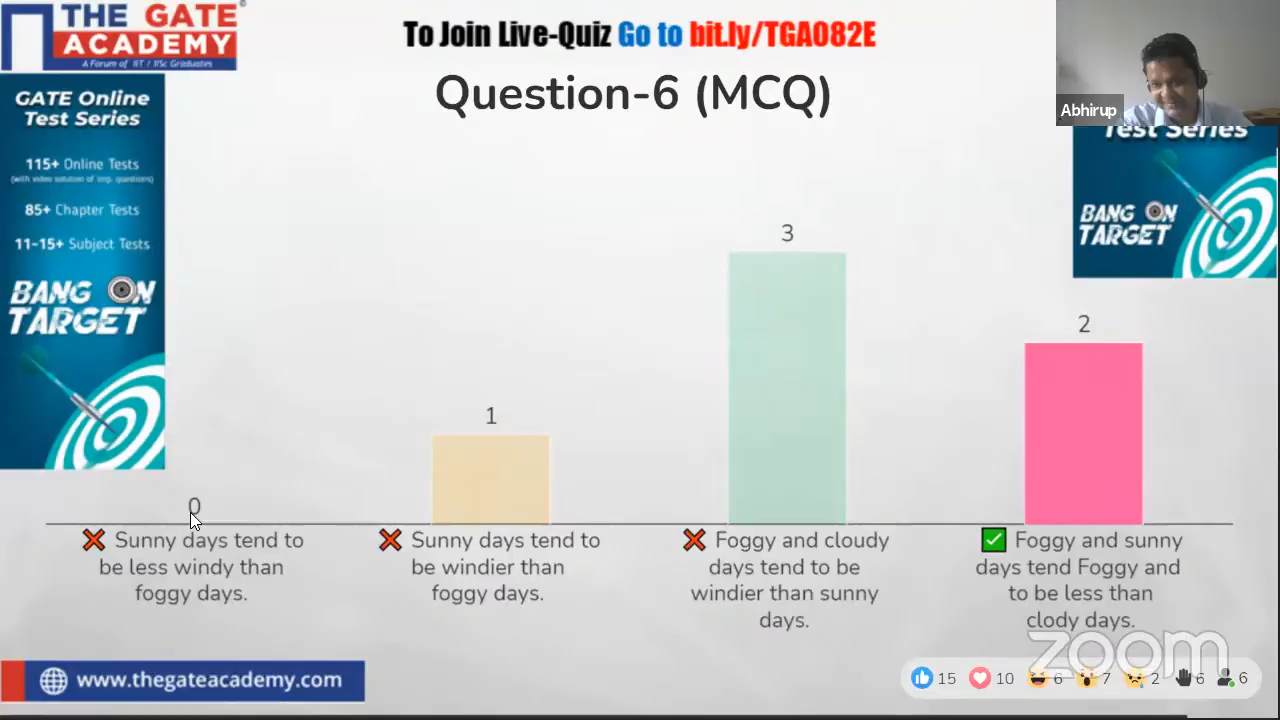 THE GATE
ACADEMY
A Forum of IIT / IISc Graduates
To Join Live-Quiz Go to bit.ly/TGA082E
Question-6 (MCQ)
Abhirup
GATE Online
Test Series
115+ Online Tests
(with video solution of imp. questions)
85+ Chapter Tests
11~15+ Subject Tests
BANG ON
TARGET
Test Series
BANG ON
TARGET
0
1
3
2
❌ Sunny days tend to
be less windy than
foggy days.
❌ Sunny days tend to
be windier than
foggy days.
❌ Foggy and cloudy
days tend to be
windier than sunny
days.
✅ Foggy and sunny
days tend Foggy and
to be less than
clody days.
zoom
www.thegateacademy.com
15 10 6 7 2 6 6